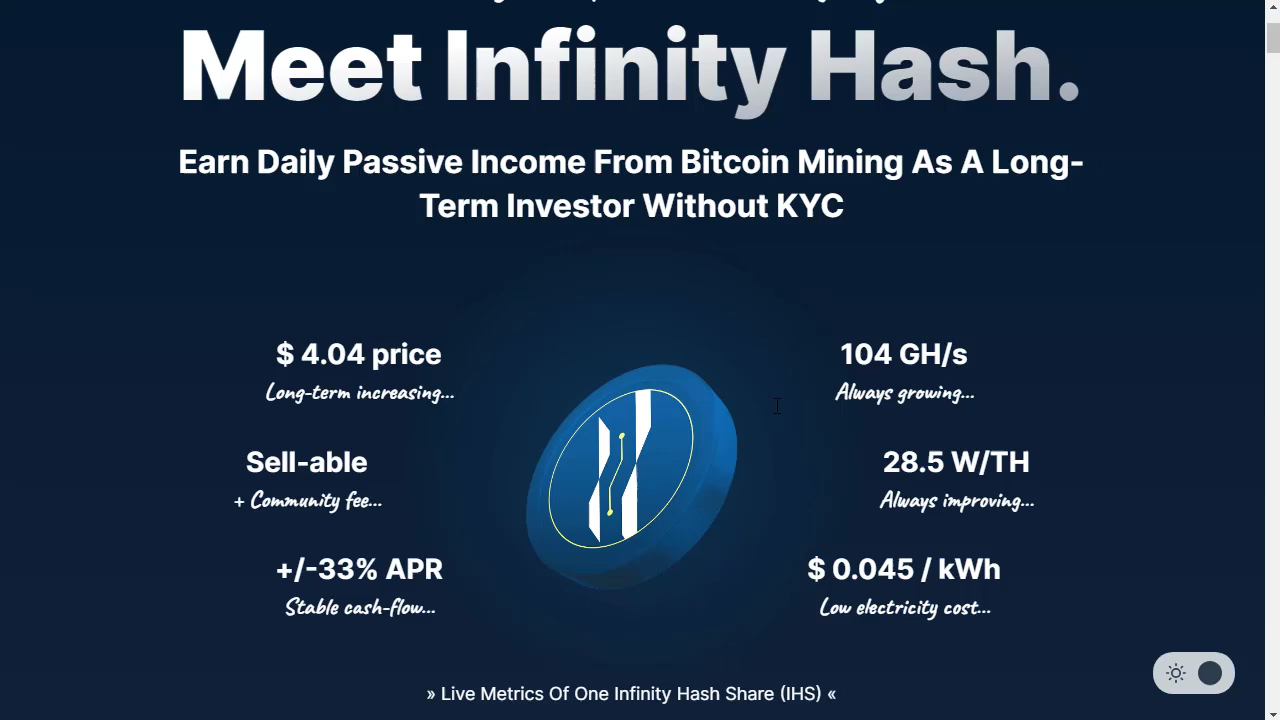 Meet Infinity Hash.
Earn Daily Passive Income From Bitcoin Mining As A Long-
Term Investor Without KYC
$ 4.04 price
Long-term increasing...
104 GH/s
Always growing...
Sell-able
+ Community fee...
28.5 W/TH
Always improving...
+/-33% APR
Stable cash-flow...
$ 0.045 / kWh
Low electricity cost...
» Live Metrics Of One Infinity Hash Share (IHS) «